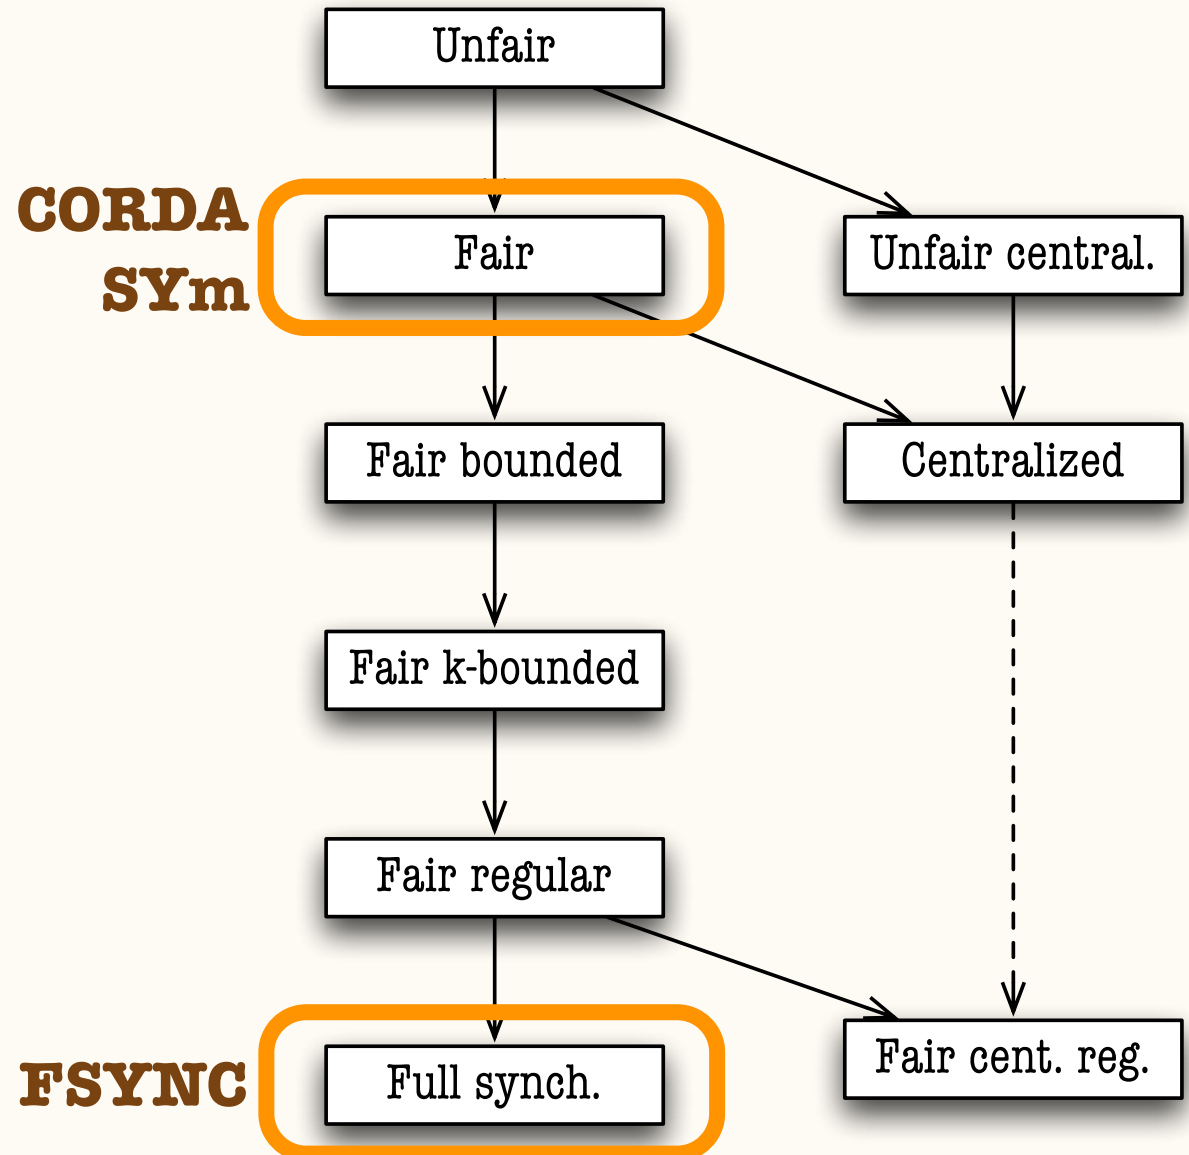 Unfair
CORDA
SYm
Fair
Unfair central.
Fair bounded
Centralized
Fair k-bounded
Fair regular
FSYNC
Full synch.
Fair cent. reg.